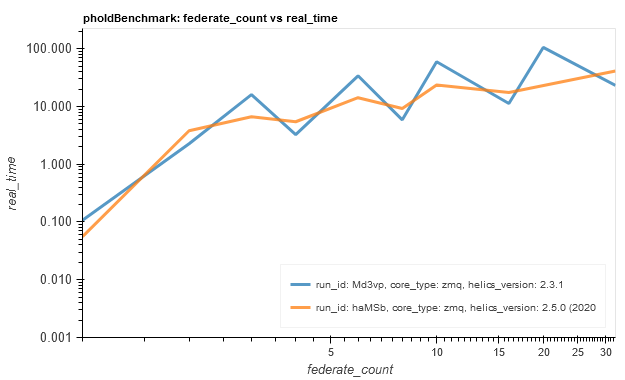 pholdBenchmark: federate_count vs real_time
100.000
10.000
1.000
0.100
0.010
0.001
real_time
run_id: Md3vp, core_type: zmq, helics_version: 2.3.1
run_id: haMSb, core_type: zmq, helics_version: 2.5.0 (2020
5 10 15 20 25 30
federate_count